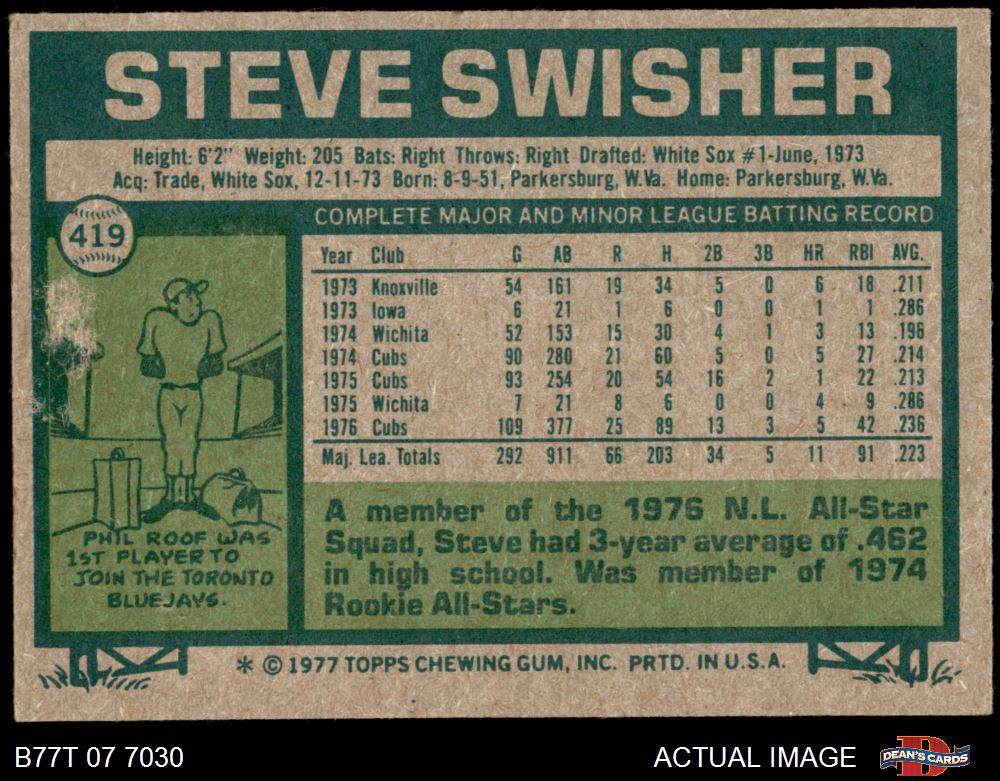 STEVE SWISHER
Height: 6'2" Weight: 205 Bats: Right Throws: Right Drafted: White Sox #1-June, 1973
Acq: Trade, White Sox, 12-11-73 Born: 8-9-51, Parkersburg, W.Va. Home: Parkersburg, W.Va.
419
COMPLETE MAJOR AND MINOR LEAGUE BATTING RECORD
Year Club G AB R H 2B 3B HR RBI AVG.
1973 Knoxville 54 161 19 34 5 0 6 18 .211
1973 Iowa 6 21 1 6 0 0 1 1 .286
1974 Wichita 52 153 15 30 4 1 3 13 .196
1974 Cubs 90 280 21 60 5 0 5 27 .214
1975 Cubs 93 254 20 54 16 2 1 22 .213
1975 Wichita 7 21 8 6 0 0 4 9 .286
1976 Cubs 109 377 25 89 13 3 5 42 .236
Maj. Lea. Totals 292 911 66 203 34 5 11 91 .223
PHIL ROOF WAS
1ST PLAYER TO
JOIN THE TORONTO
BLUEJAYS.
A member of the 1976 N.L. All-Star
Squad, Steve had 3-year average of .462
in high school. Was member of 1974
Rookie All-Stars.
* © 1977 TOPPS CHEWING GUM, INC. PRTD. IN U.S.A.
B77T 07 7030
ACTUAL IMAGE
DEAN'S CARDS